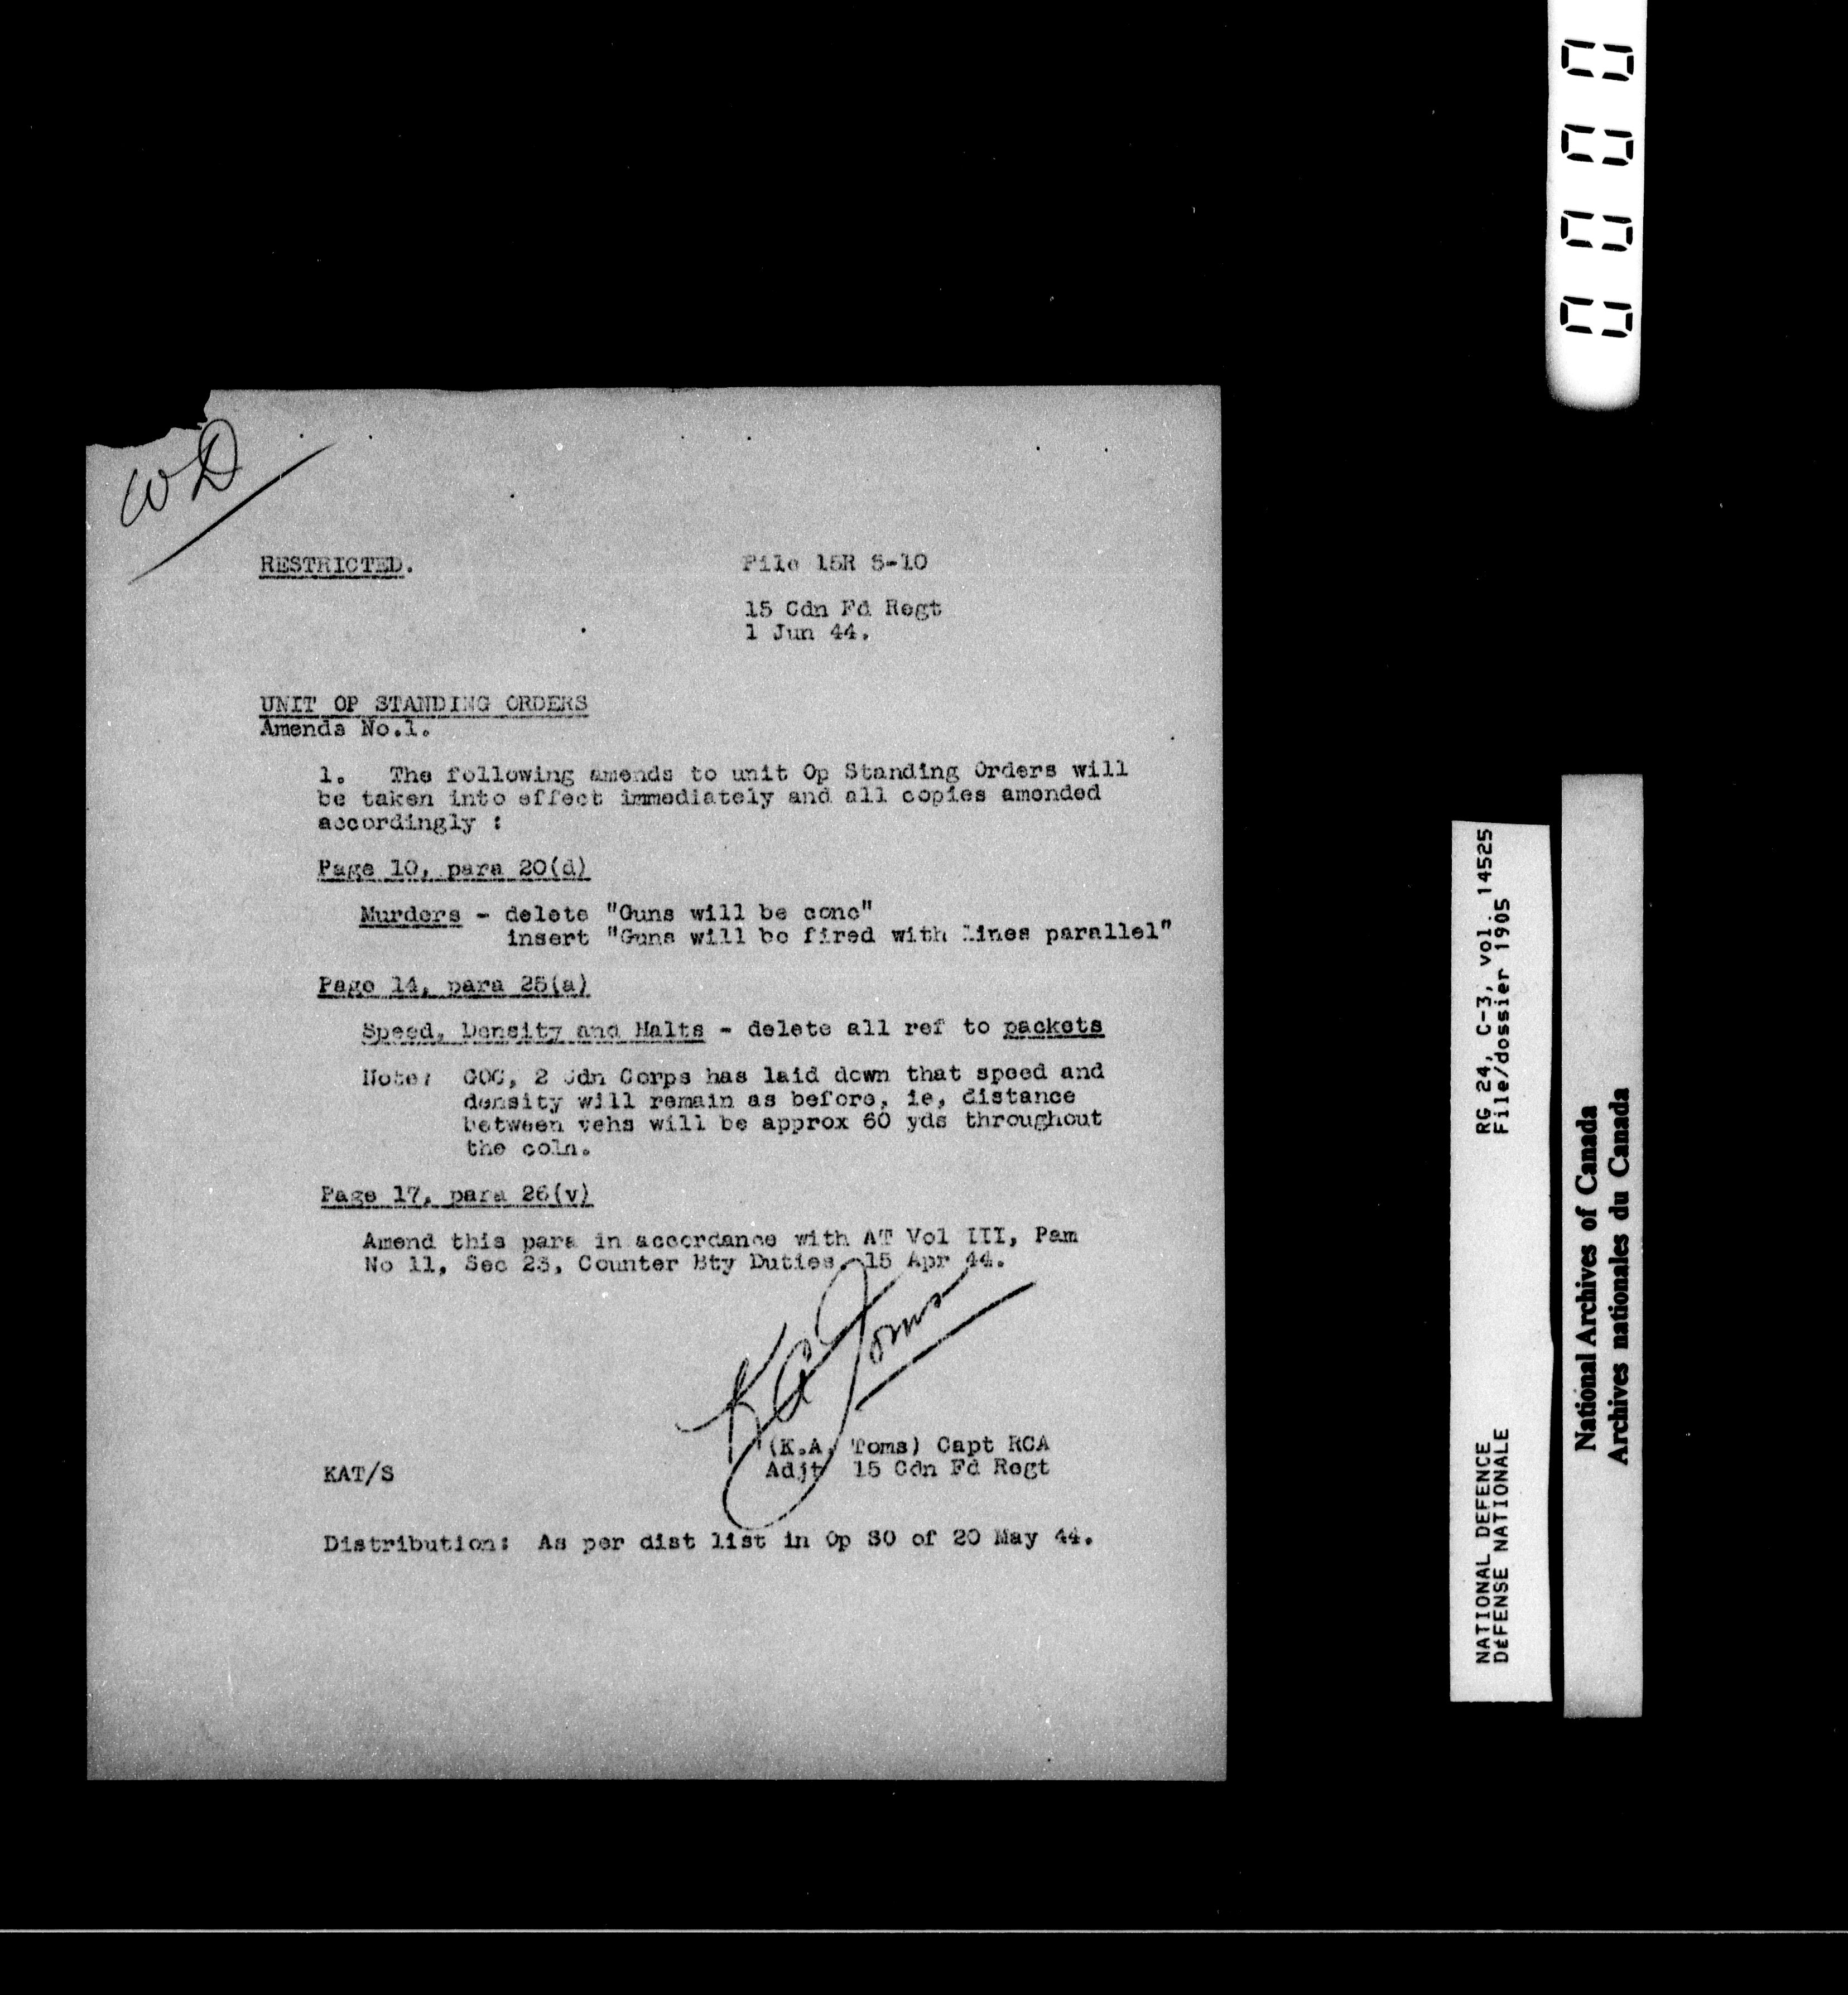 WD
RESTRICTED.
File 15R 5-10
15 Cdn Fd Regt
1 Jun 44.
UNIT OP STANDING ORDERS
Amends No.1.
1. The following amends to unit Op Standing Orders will
be taken into effect immediately and all copies amended
accordingly :
Page 10, para 20(d)
Murders - delete "Guns will be conc"
insert "Guns will be fired with lines parallel"
Page 14, para 25(a)
Speed, Density and Halts - delete all ref to packets
Note: GOC, 2 Cdn Corps has laid down that speed and
density will remain as before, ie, distance
between vehs will be approx 60 yds throughout
the coln.
Page 17, para 26(v)
Amend this para in accordance with AT Vol III, Pam
No 11, Sec 23, Counter Bty Duties, 15 Apr 44.
KA Toms
(K.A. Toms) Capt RCA
Adjt 15 Cdn Fd Regt
KAT/S
Distribution: As per dist list in Op SO of 20 May 44.
0000
RG 24, C-3, vol. 14525
File/dossier 1905
NATIONAL DEFENCE
DÉFENSE NATIONALE
National Archives of Canada
Archives nationales du Canada